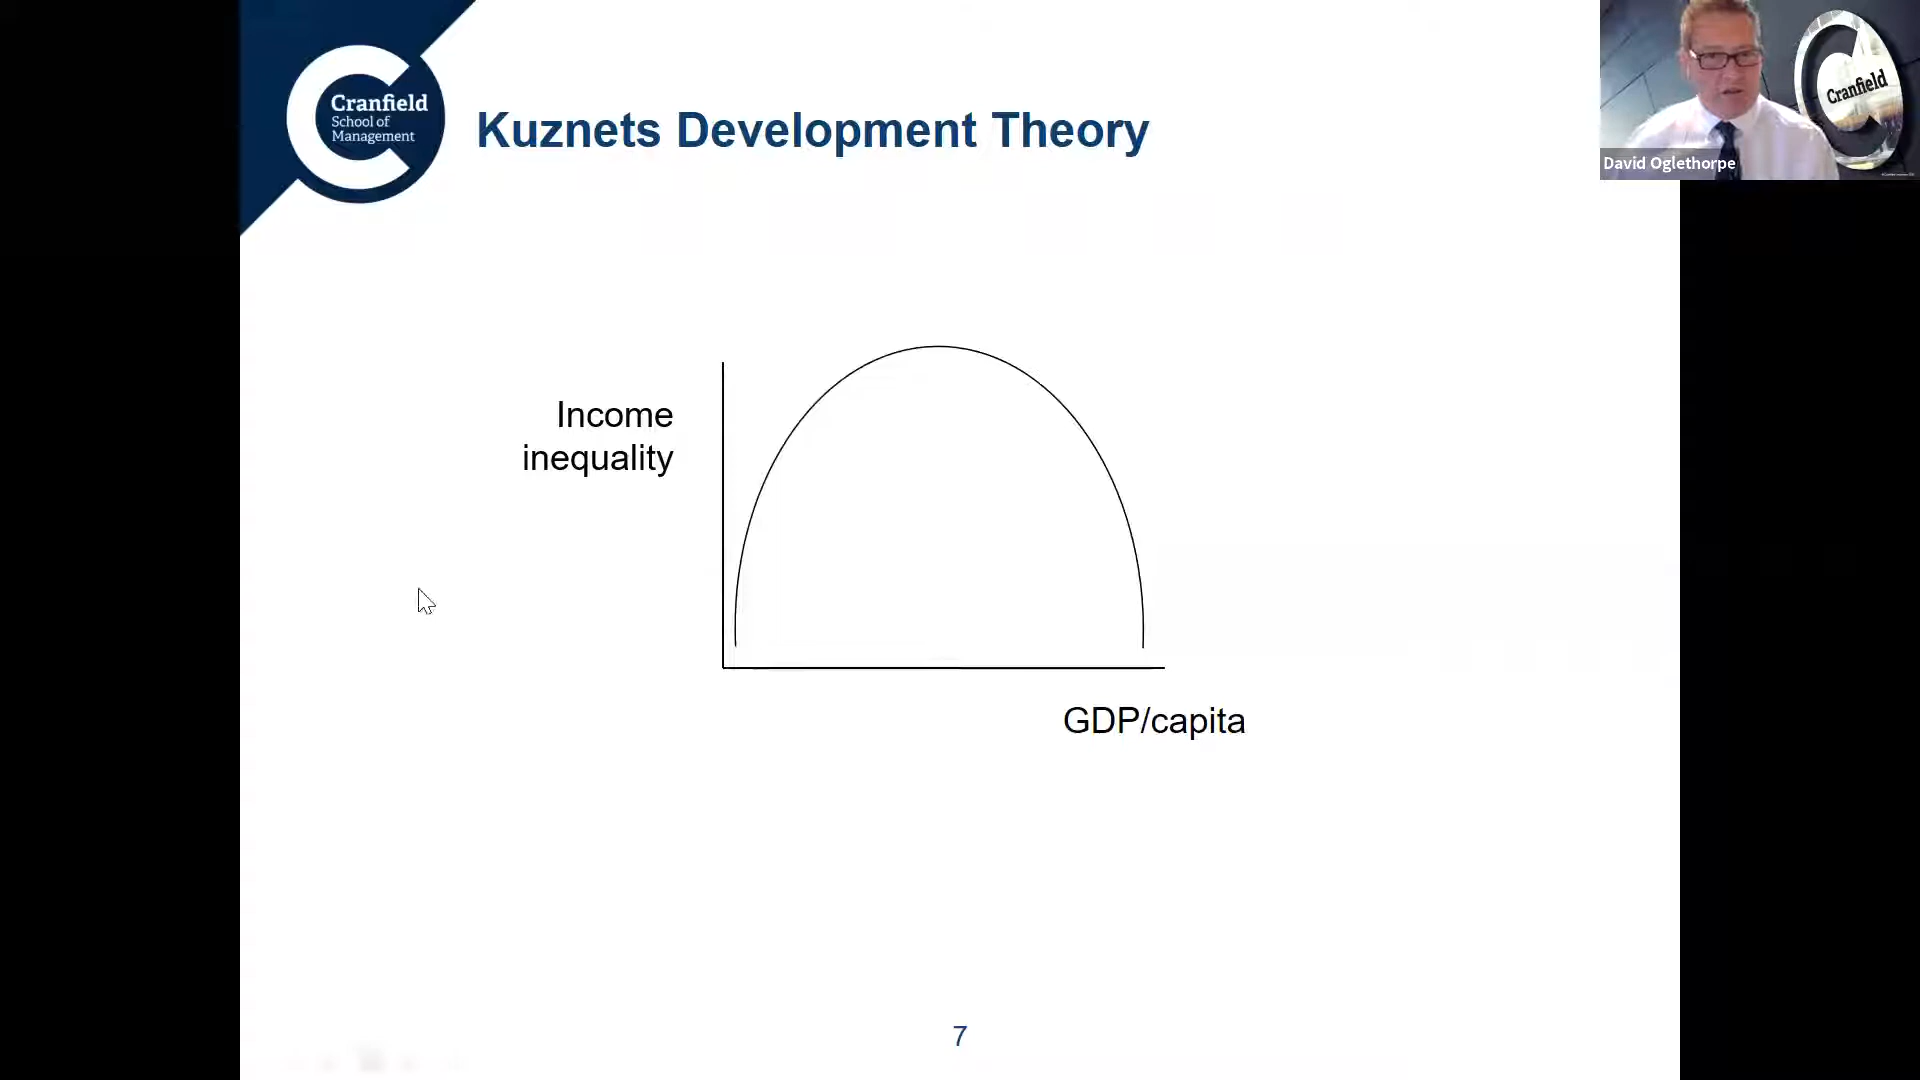 Cranfield
School of
Management
Kuznets Development Theory
Cranfield
David Oglethorpe
Income
inequality
GDP/capita
7